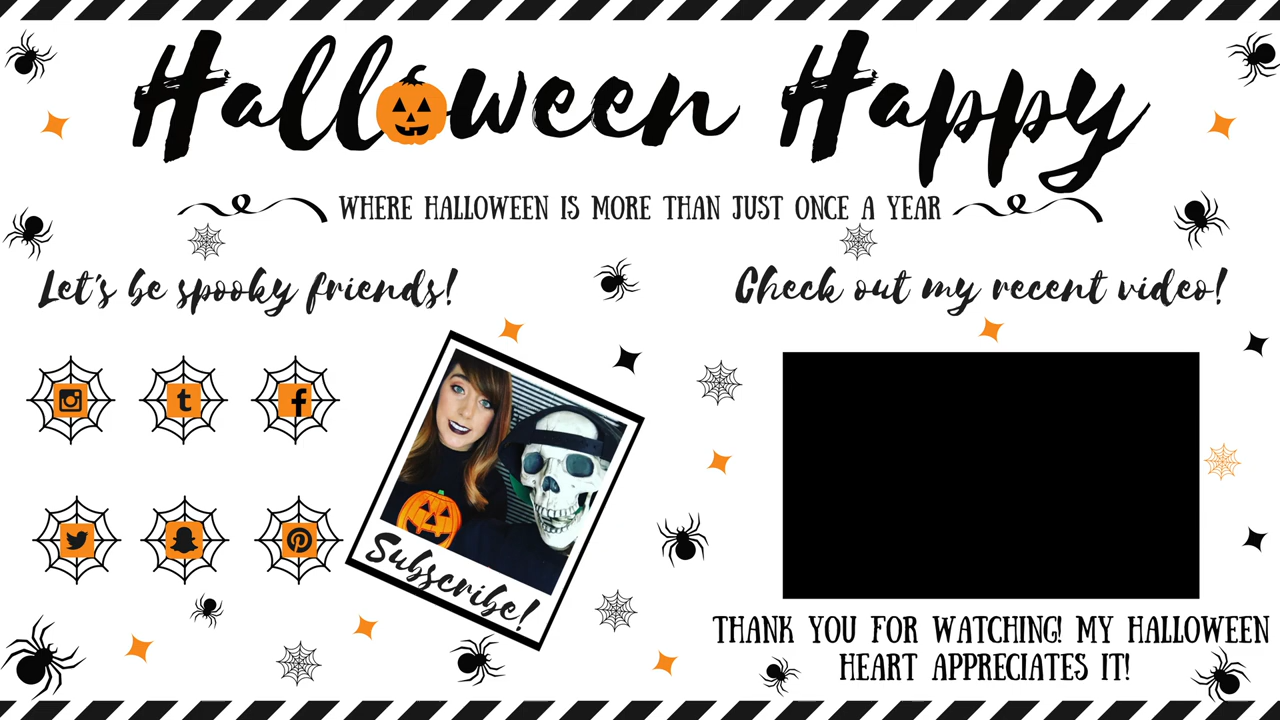 Halloween Happy
WHERE HALLOWEEN IS MORE THAN JUST ONCE A YEAR
Let's be spooky friends!
Check out my recent video!
Subscribe!
THANK YOU FOR WATCHING! MY HALLOWEEN
HEART APPRECIATES IT!